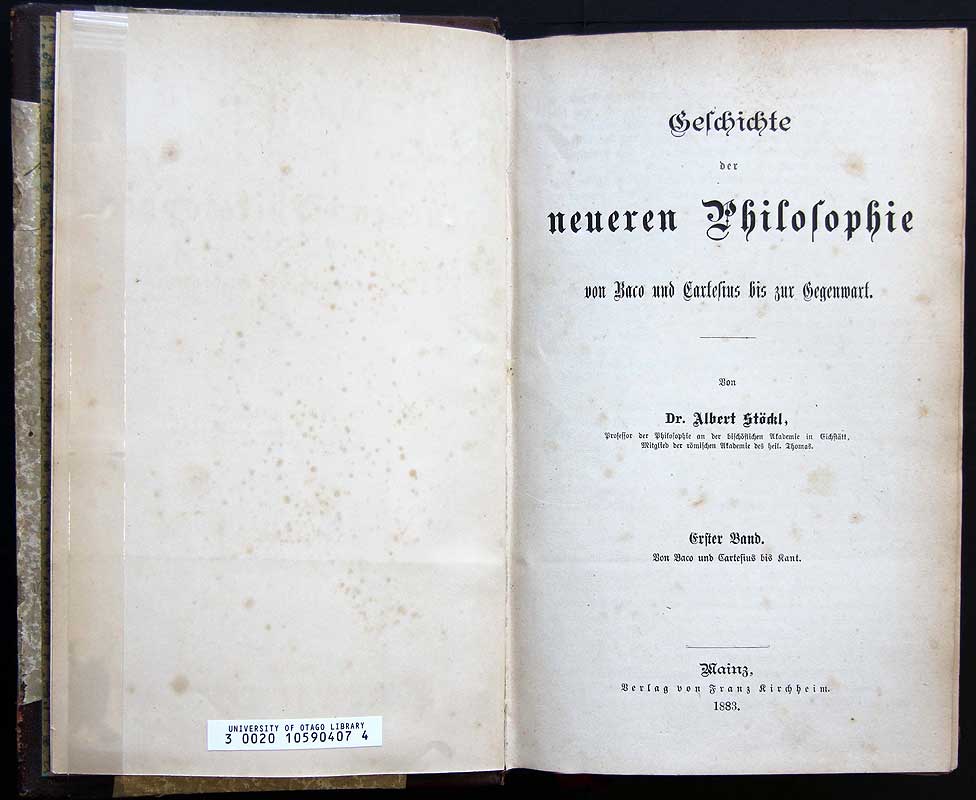 UNIVERSITY OF OTAGO LIBRARY
3 0020 10590407 4
Geſchichte
der
neueren Philoſophie
von Baco und Carteſius bis zur Gegenwart.
Von
Dr. Albert Stöckl,
Profeſſor der Philoſophie an der biſchöflichen Akademie in Eichſtätt,
Mitglied der römiſchen Akademie des heil. Thomas.
Erſter Band.
Von Baco und Carteſius bis Kant.
Mainz,
Verlag von Franz Kirchheim.
1883.